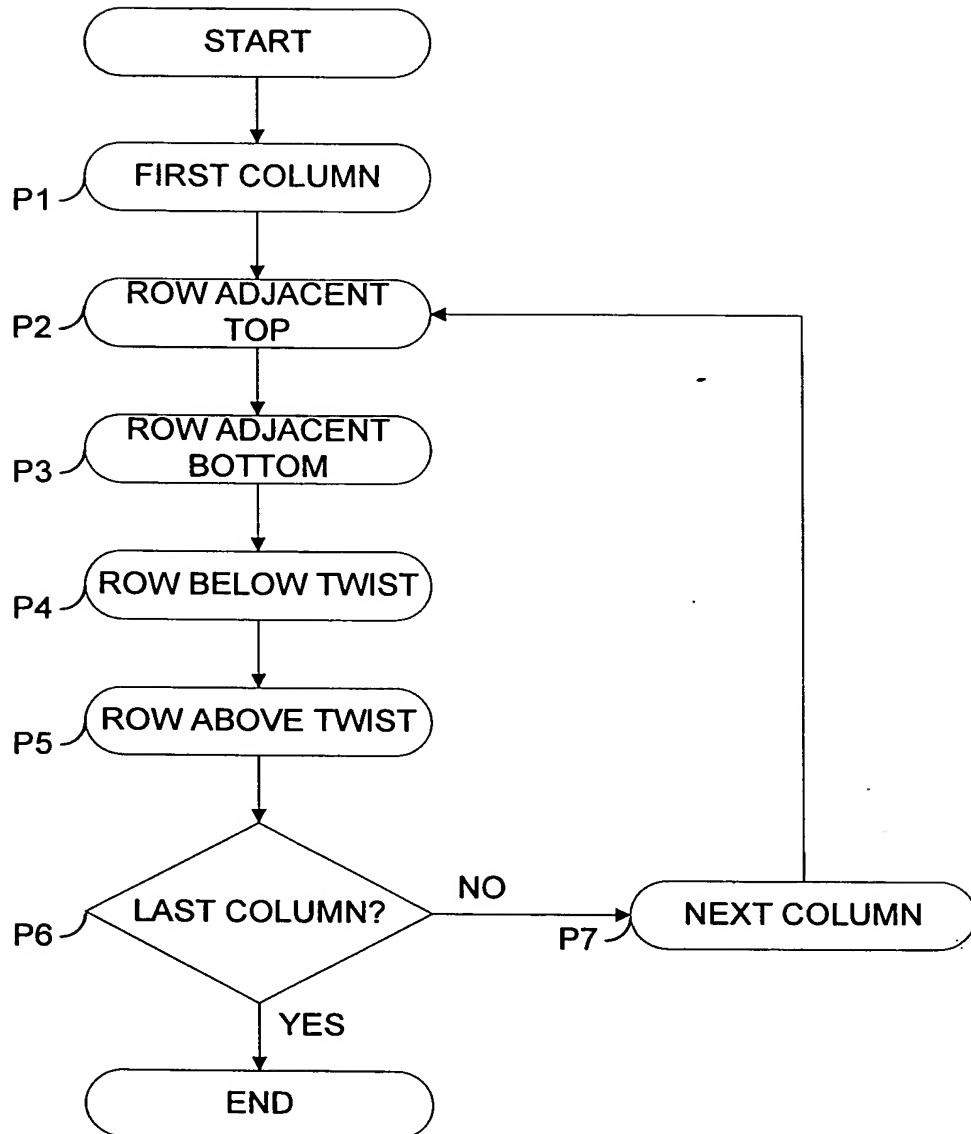 START
FIRST COLUMN
P1
ROW ADJACENT
TOP
P2
ROW ADJACENT
BOTTOM
P3
ROW BELOW TWIST
P4
ROW ABOVE TWIST
P5
LAST COLUMN?
P6
NO
NEXT COLUMN
P7
YES
END